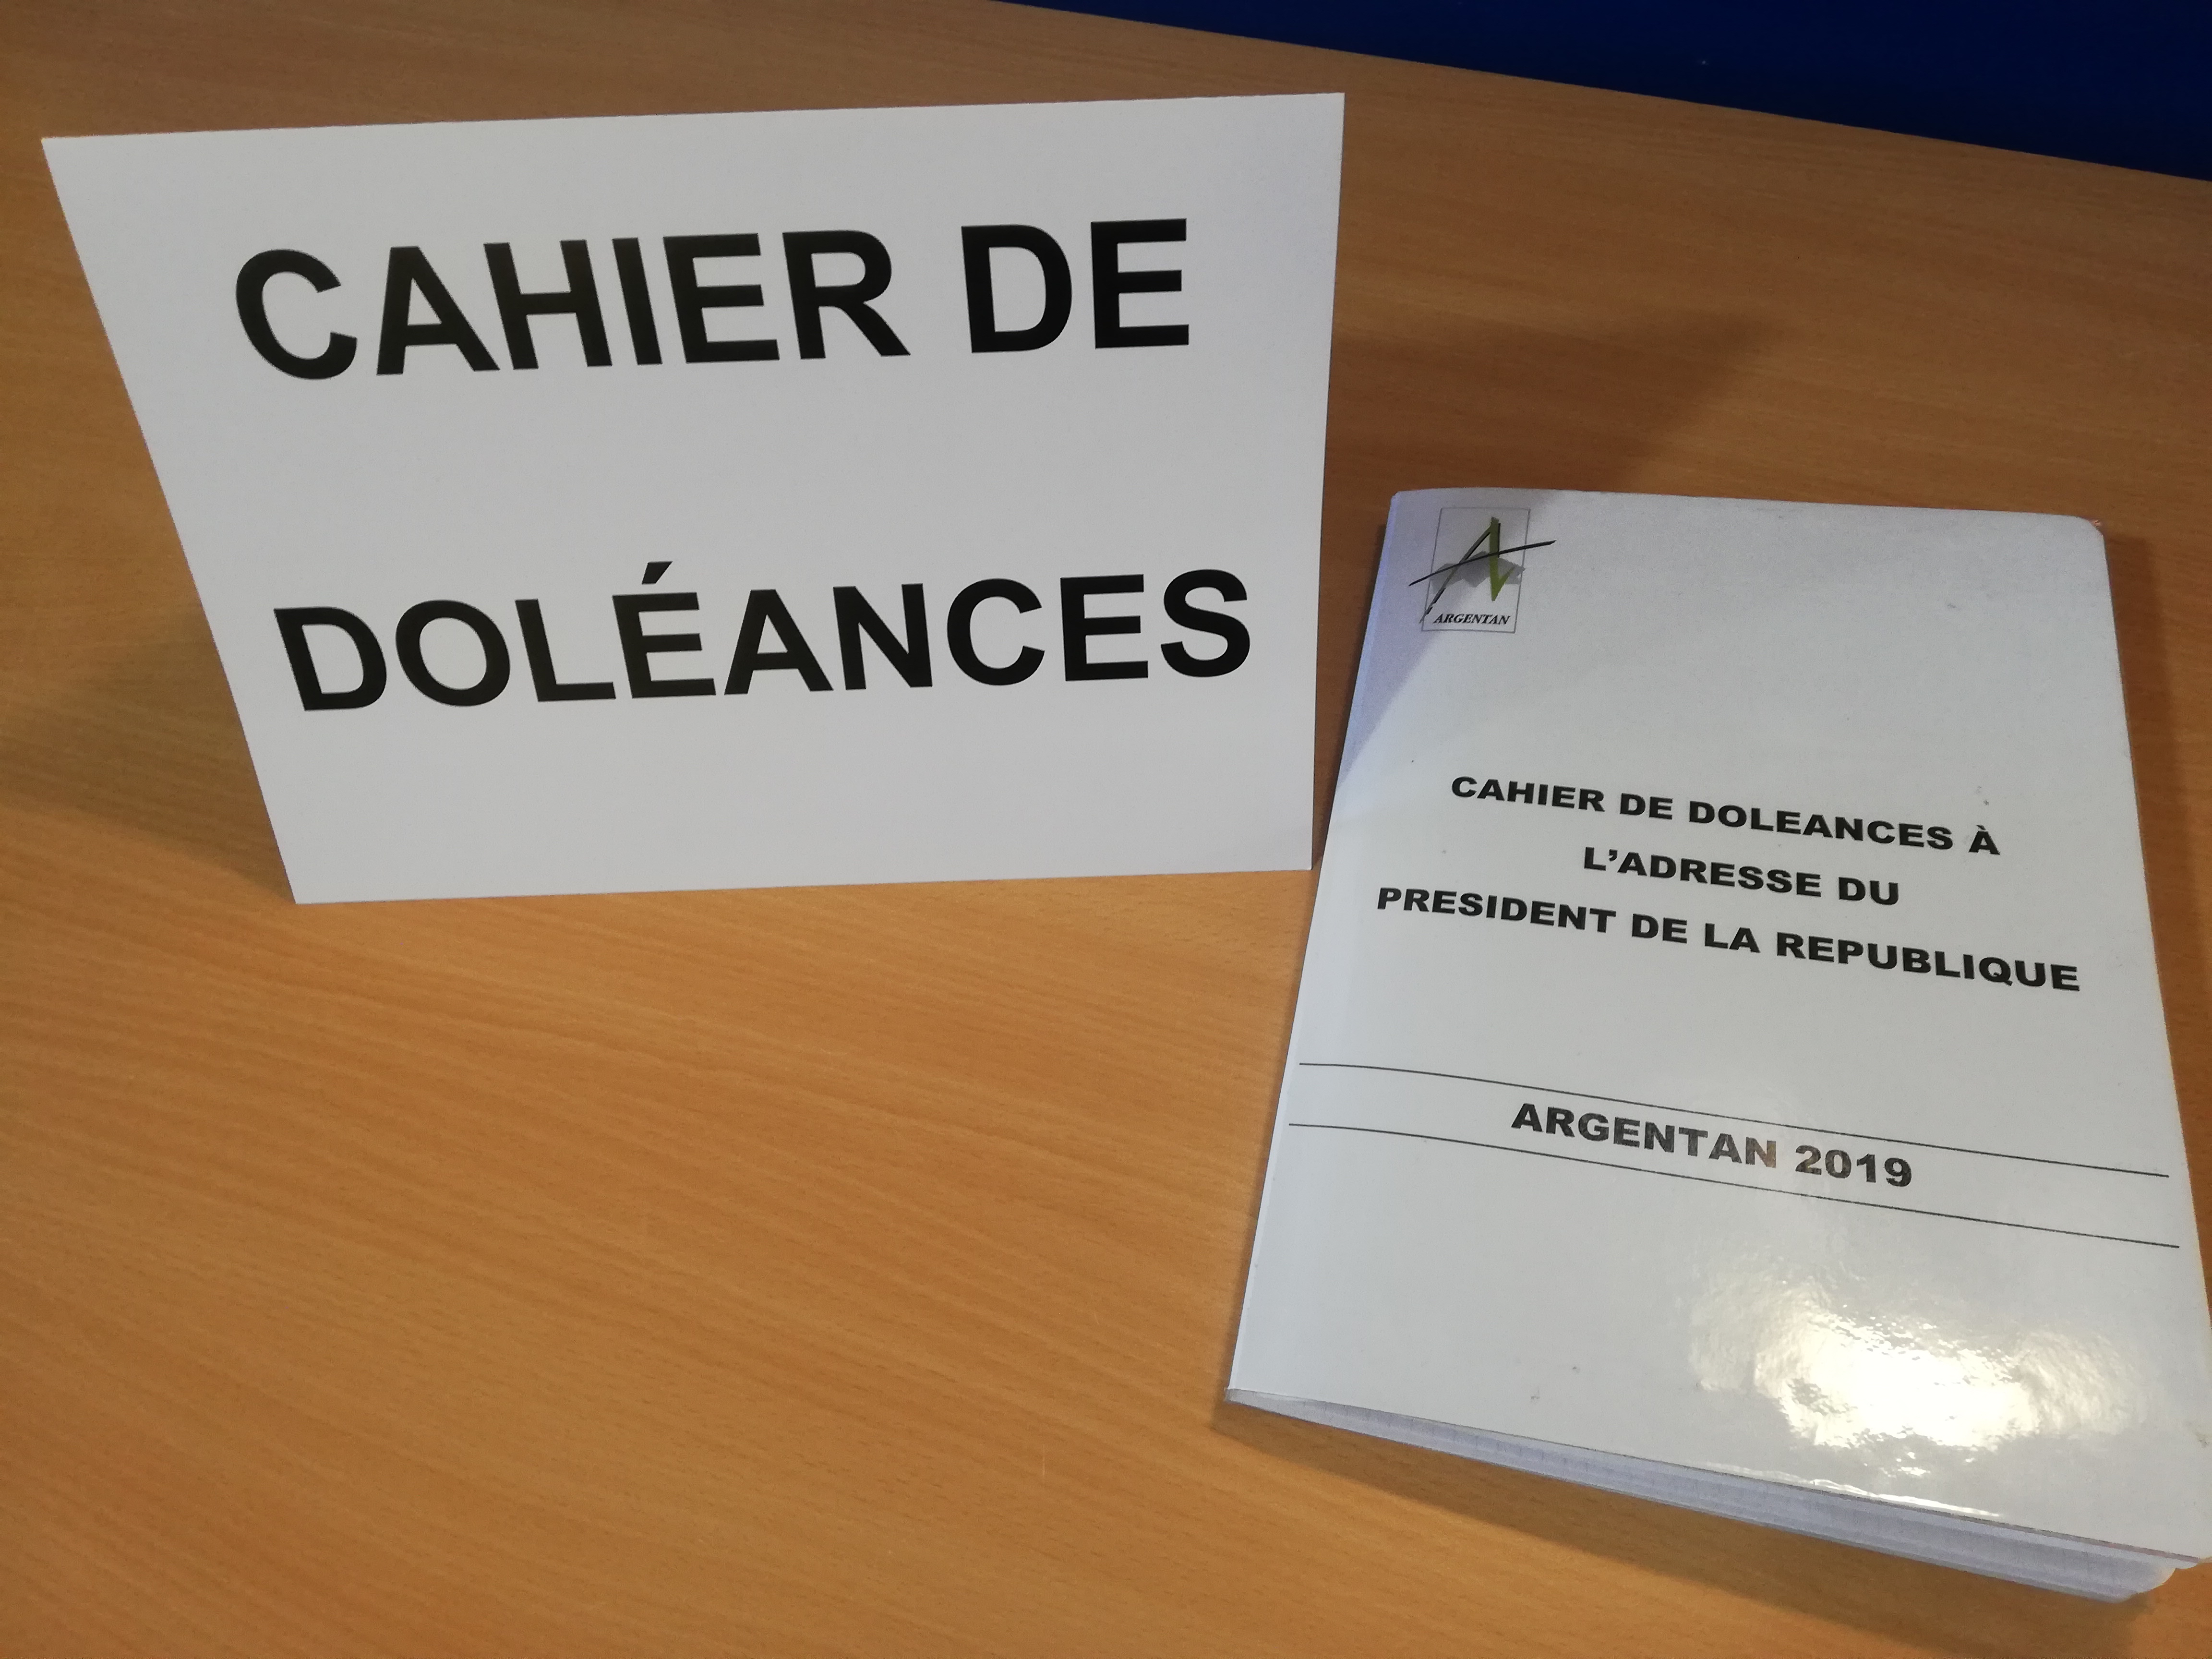 CAHIER DE
DOLÉANCES
ARGENTAN
CAHIER DE DOLEANCES À
L'ADRESSE DU
PRESIDENT DE LA REPUBLIQUE
ARGENTAN 2019